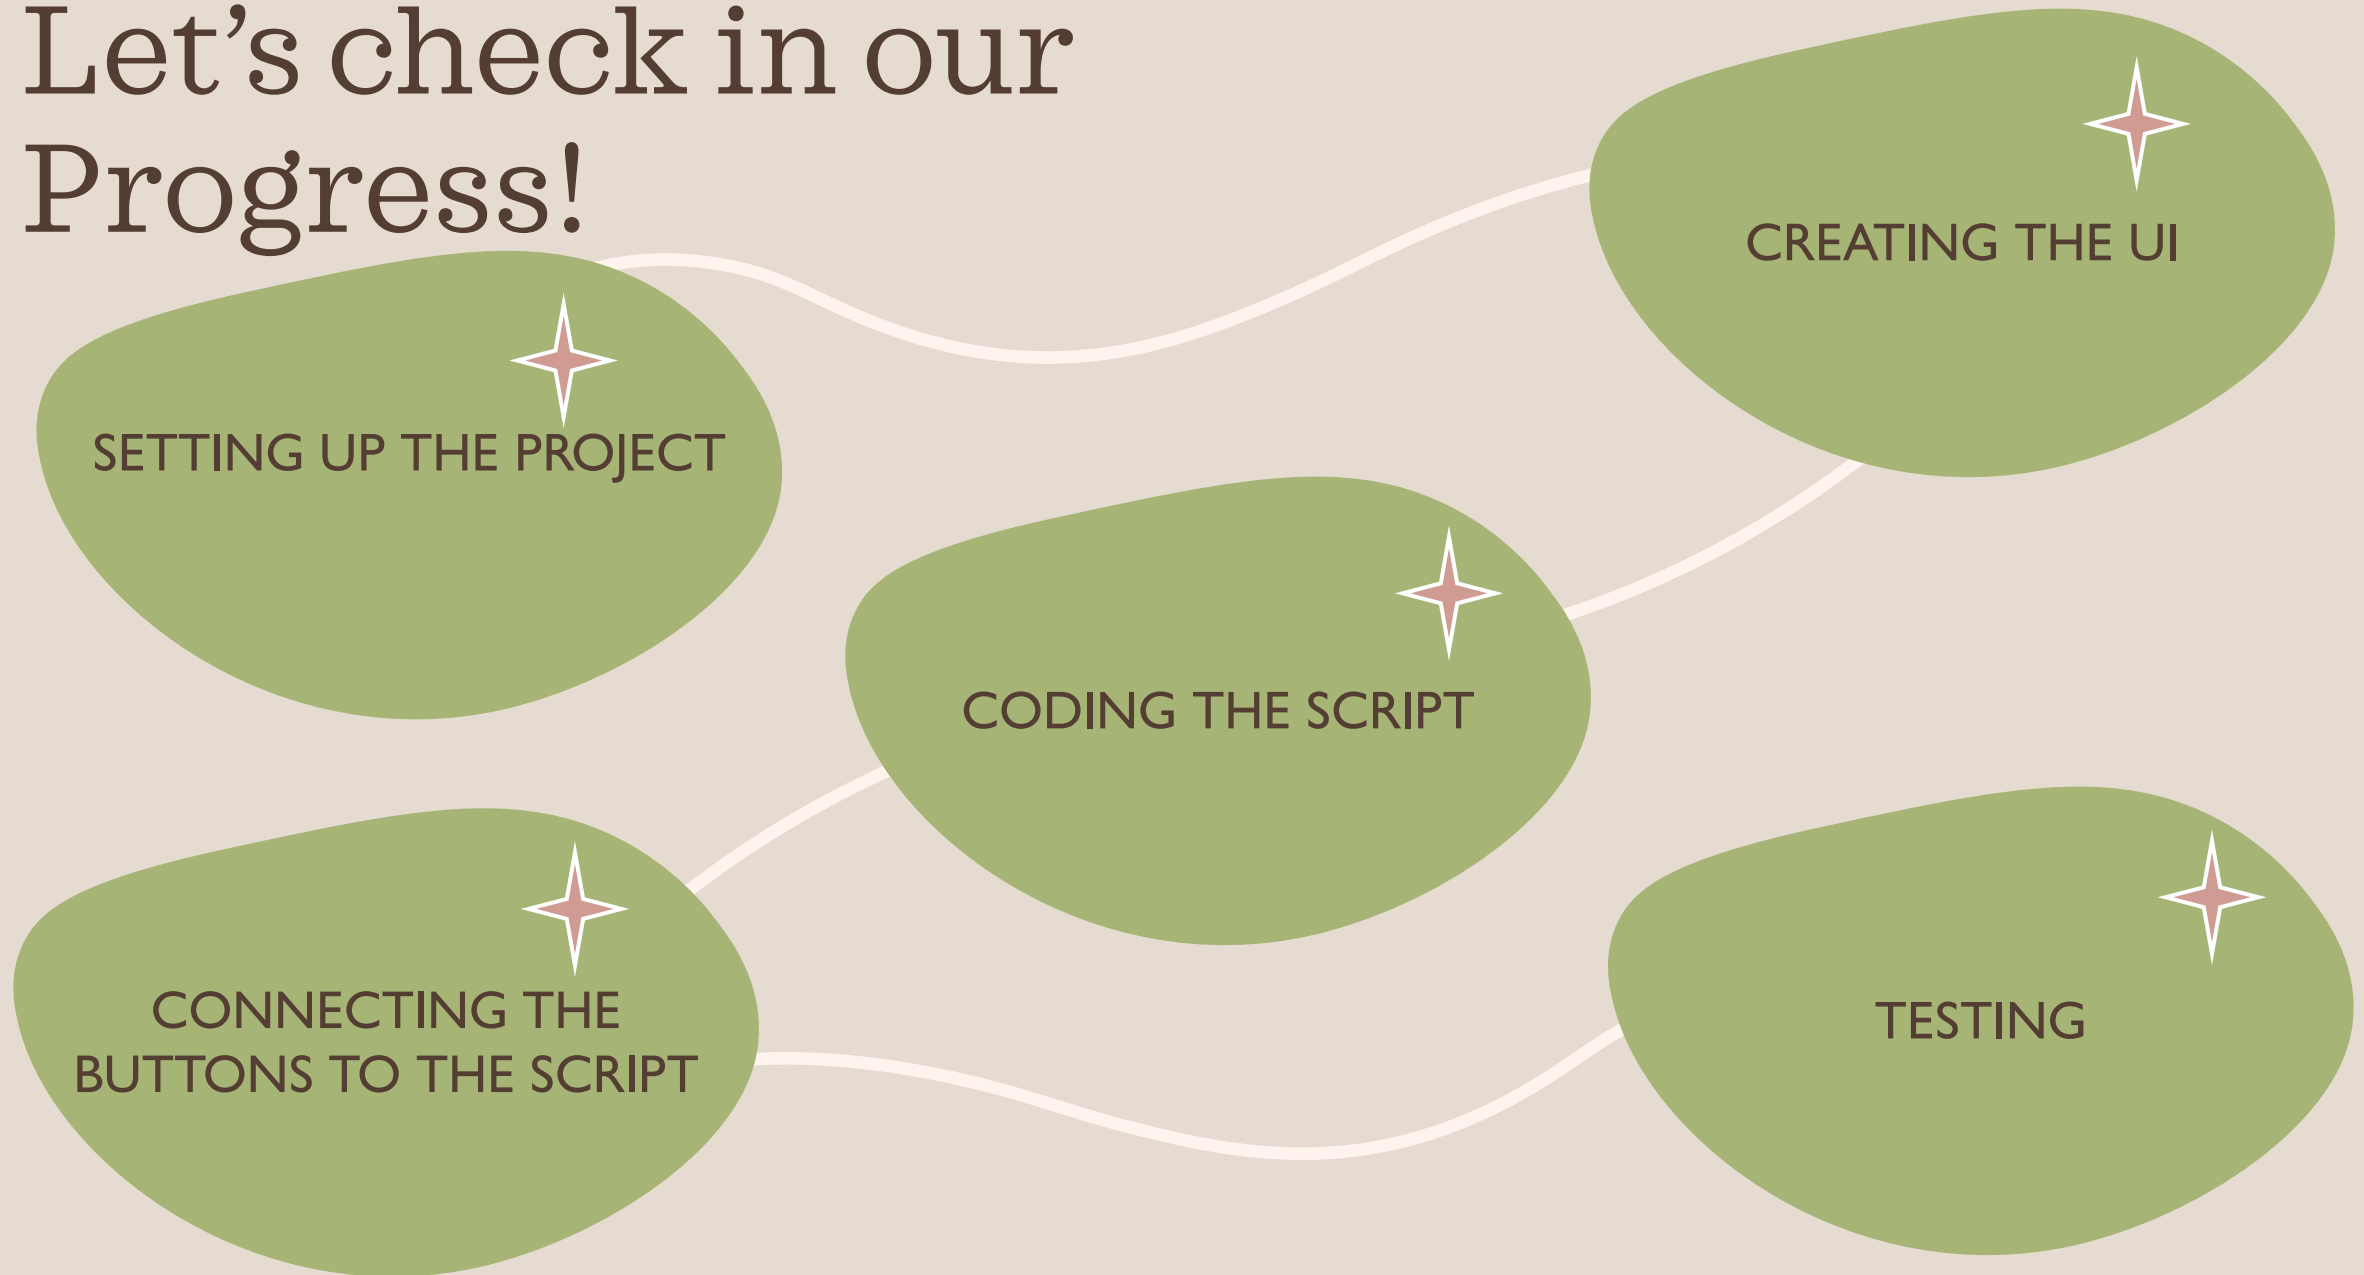 Let’s check in our
Progress!
SETTING UP THE PROJECT
CREATING THE UI
CODING THE SCRIPT
CONNECTING THE
BUTTONS TO THE SCRIPT
TESTING